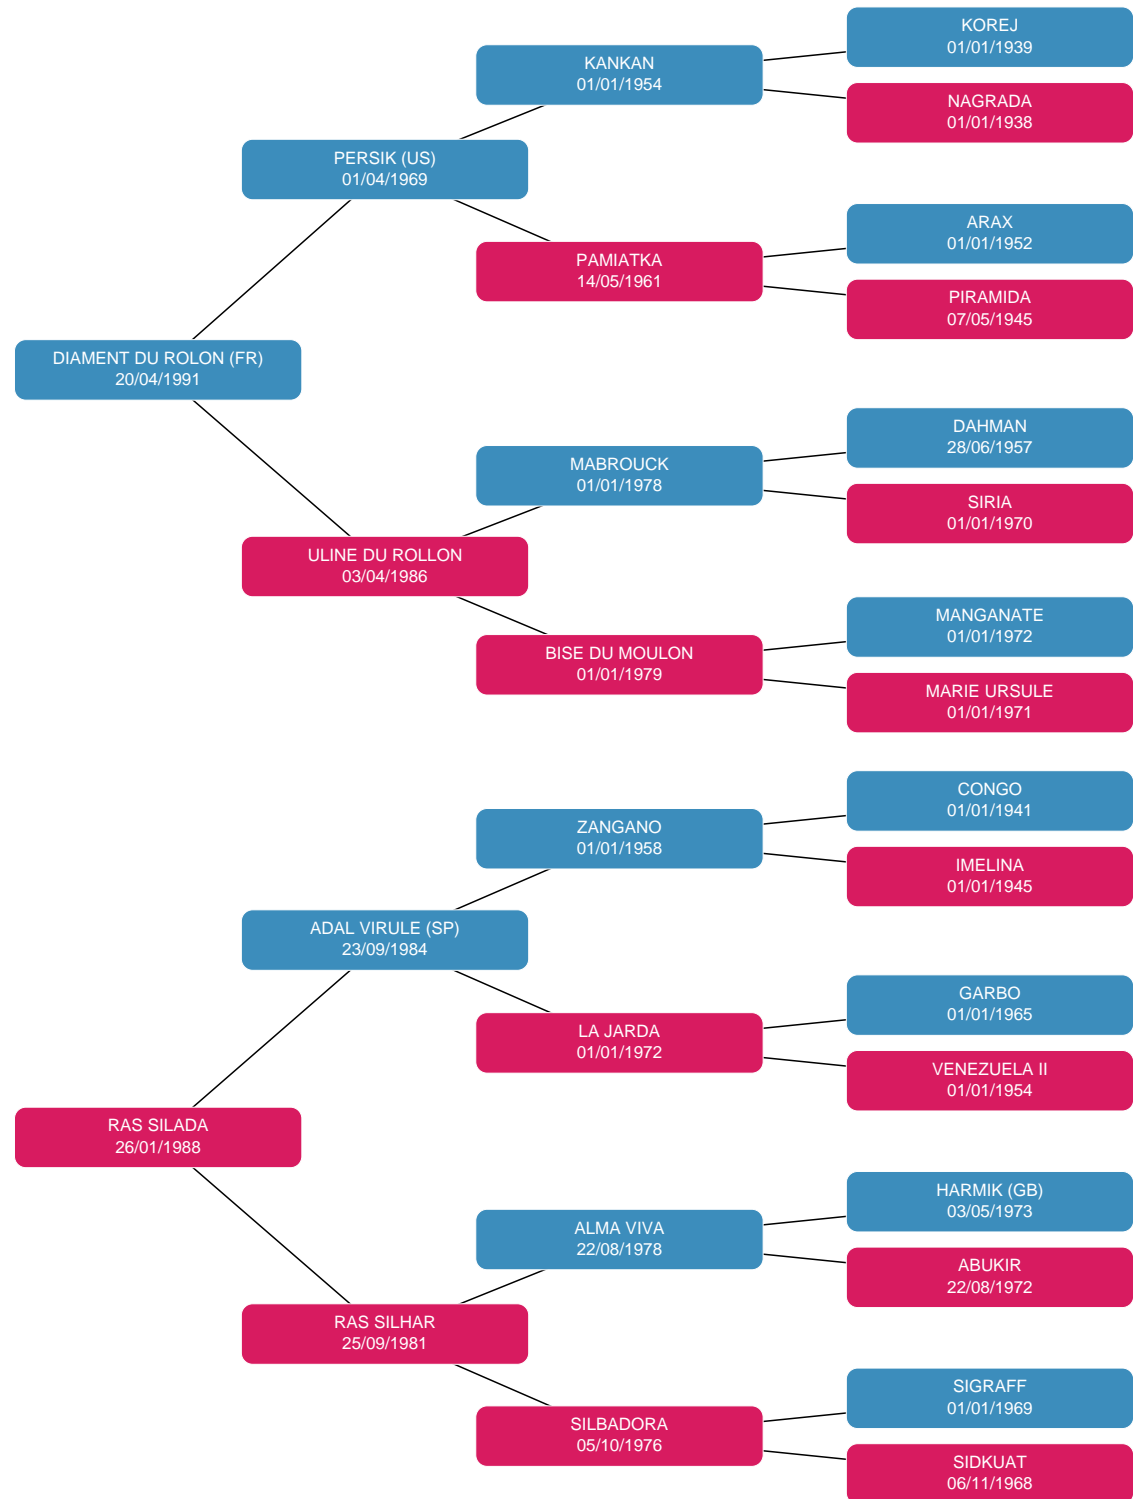 KOREJ
01/01/1939
KANKAN
01/01/1954
NAGRADA
01/01/1938
PERSIK (US)
01/04/1969
ARAX
01/01/1952
PAMIATKA
14/05/1961
PIRAMIDA
07/05/1945
DIAMENT DU ROLON (FR)
20/04/1991
DAHMAN
28/06/1957
MABROUCK
01/01/1978
SIRIA
01/01/1970
ULINE DU ROLLON
03/04/1986
MANGANATE
01/01/1972
BISE DU MOULON
01/01/1979
MARIE URSULE
01/01/1971
CONGO
01/01/1941
ZANGANO
01/01/1958
IMELINA
01/01/1945
ADAL VIRULE (SP)
23/09/1984
GARBO
01/01/1965
LA JARDA
01/01/1972
VENEZUELA II
01/01/1954
RAS SILADA
26/01/1988
HARMIK (GB)
03/05/1973
ALMA VIVA
22/08/1978
ABUKIR
22/08/1972
RAS SILHAR
25/09/1981
SIGRAFF
01/01/1969
SILBADORA
05/10/1976
SIDKUAT
06/11/1968